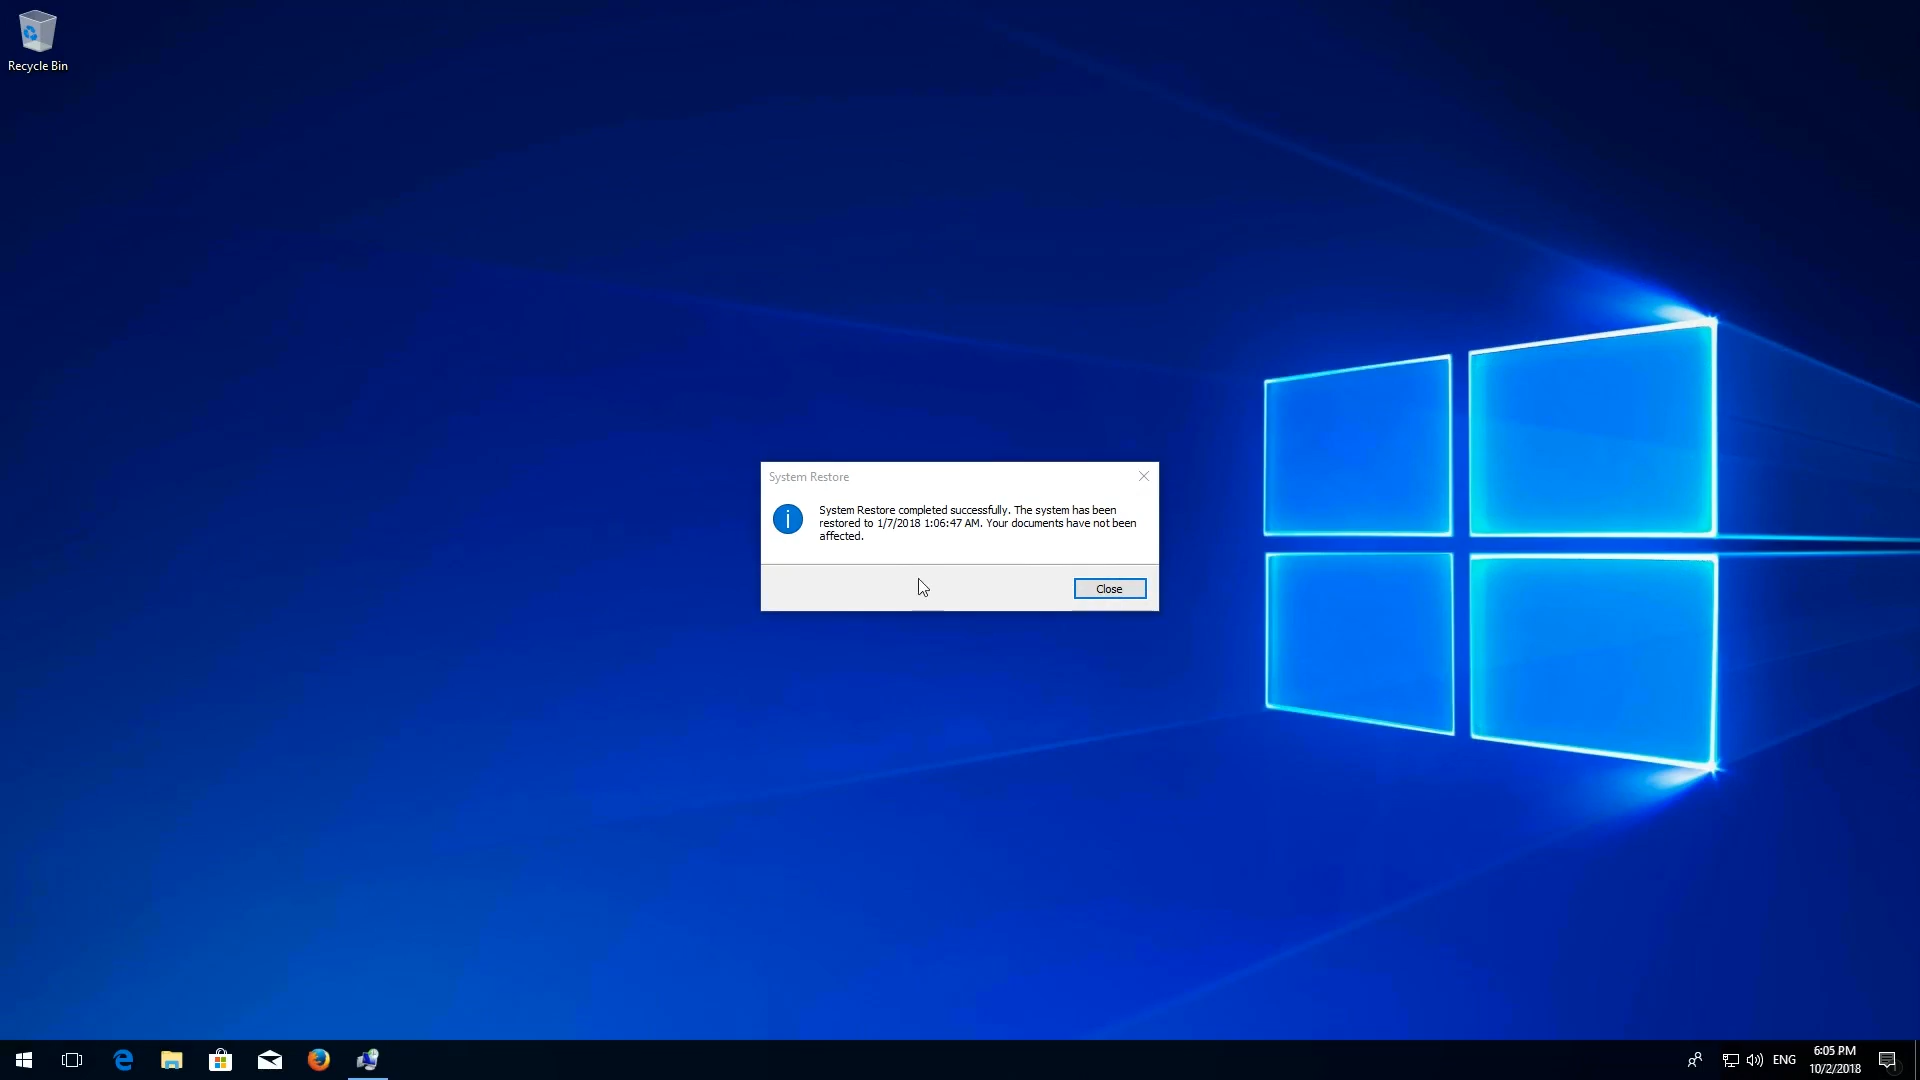 Recycle Bin
System Restore
System Restore completed successfully. The system has been
restored to 1/7/2018 1:06:47 AM. Your documents have not been
affected.
Close
ENG
6:05 PM
10/2/2018